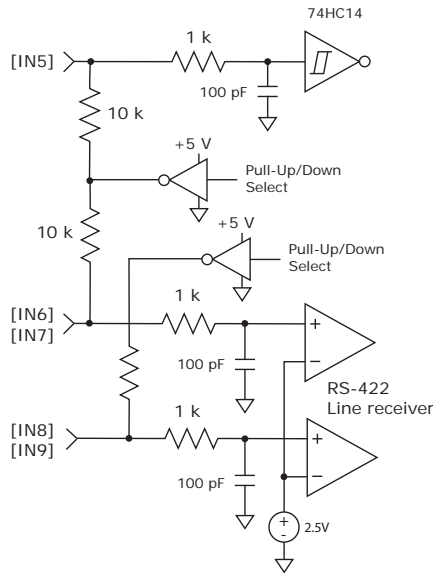 74HC14
1 k
[IN5]
100 pF
10 k
+5 V
Pull-Up/Down
Select
+5 V
10 k
Pull-Up/Down
Select
1 k
[IN6]
[IN7]
+
-
100 pF
RS-422
Line receiver
1 k
[IN8]
[IN9]
+
-
100 pF
+
-
2.5V